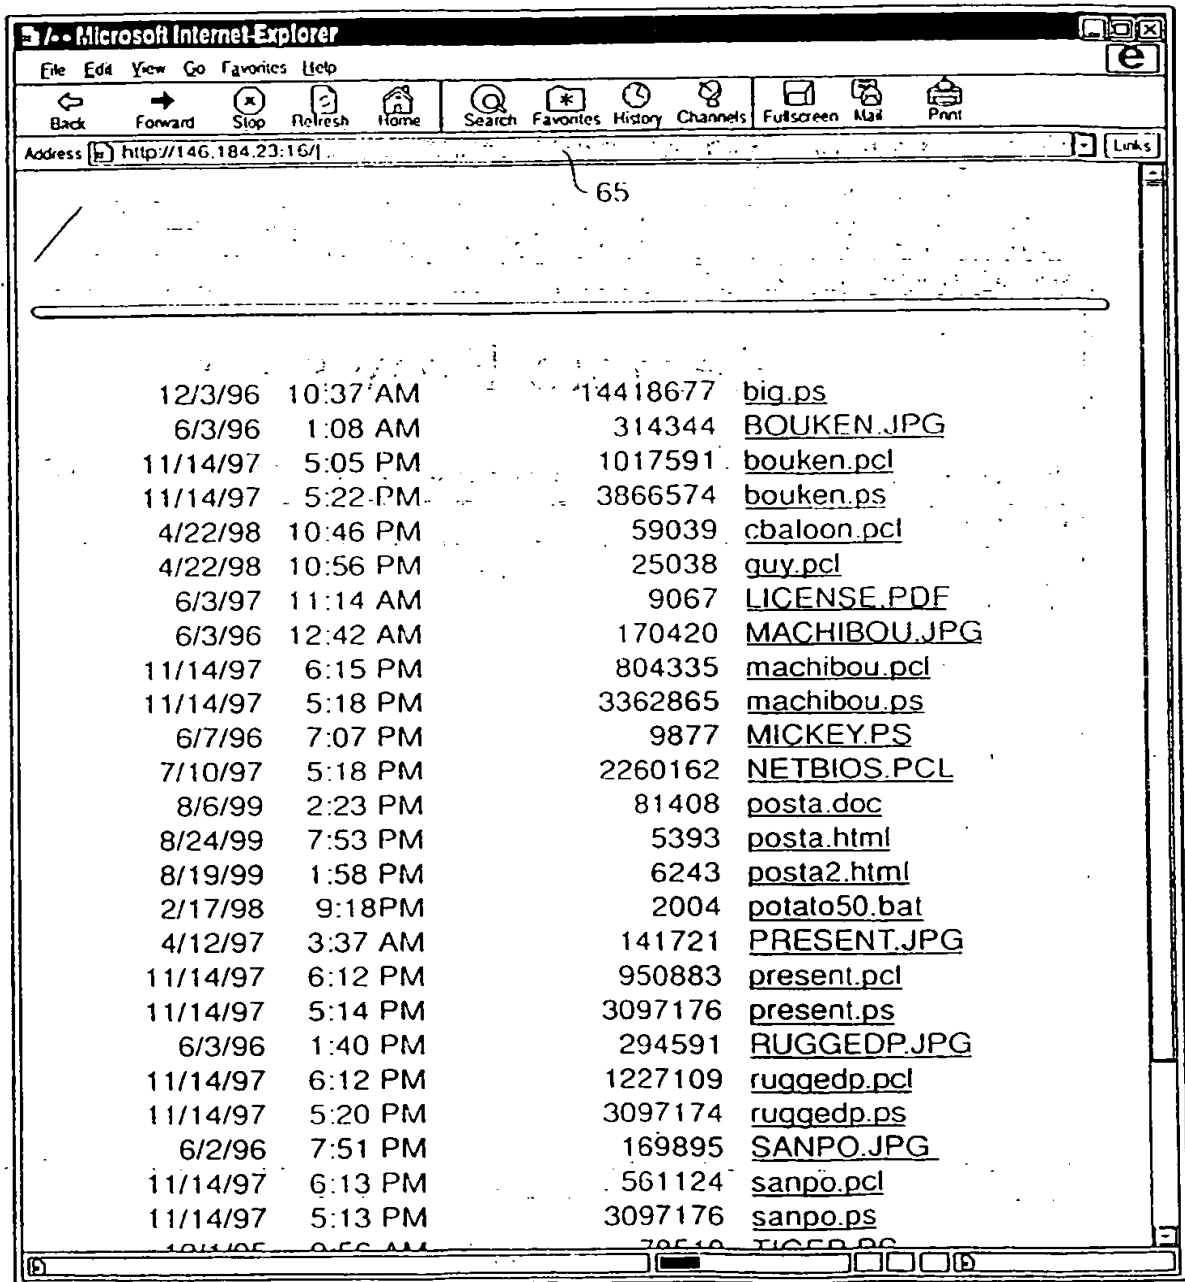 /-- Microsoft Internet Explorer
File Edit View Go Favorites Help
e
Back Forward Stop Refresh Home Search Favorites History Channels Fullscreen Mail Print
Address http://146.184.23:16/ Links
65
/
12/3/96 10:37 AM 14418677 big.ps
6/3/96 1:08 AM 314344 BOUKEN.JPG
11/14/97 5:05 PM 1017591 bouken.pcl
11/14/97 5:22 PM 3866574 bouken.ps
4/22/98 10:46 PM 59039 cbaloon.pcl
4/22/98 10:56 PM 25038 guy.pcl
6/3/97 11:14 AM 9067 LICENSE.PDF
6/3/96 12:42 AM 170420 MACHIBOU.JPG
11/14/97 6:15 PM 804335 machibou.pcl
11/14/97 5:18 PM 3362865 machibou.ps
6/7/96 7:07 PM 9877 MICKEY.PS
7/10/97 5:18 PM 2260162 NETBIOS.PCL
8/6/99 2:23 PM 81408 posta.doc
8/24/99 7:53 PM 5393 posta.html
8/19/99 1:58 PM 6243 posta2.html
2/17/98 9:18PM 2004 potato50.bat
4/12/97 3:37 AM 141721 PRESENT.JPG
11/14/97 6:12 PM 950883 present.pcl
11/14/97 5:14 PM 3097176 present.ps
6/3/96 1:40 PM 294591 RUGGEDP.JPG
11/14/97 6:12 PM 1227109 ruggedp.pcl
11/14/97 5:20 PM 3097174 ruggedp.ps
6/2/96 7:51 PM 169895 SANPO.JPG
11/14/97 6:13 PM 561124 sanpo.pcl
11/14/97 5:13 PM 3097176 sanpo.ps